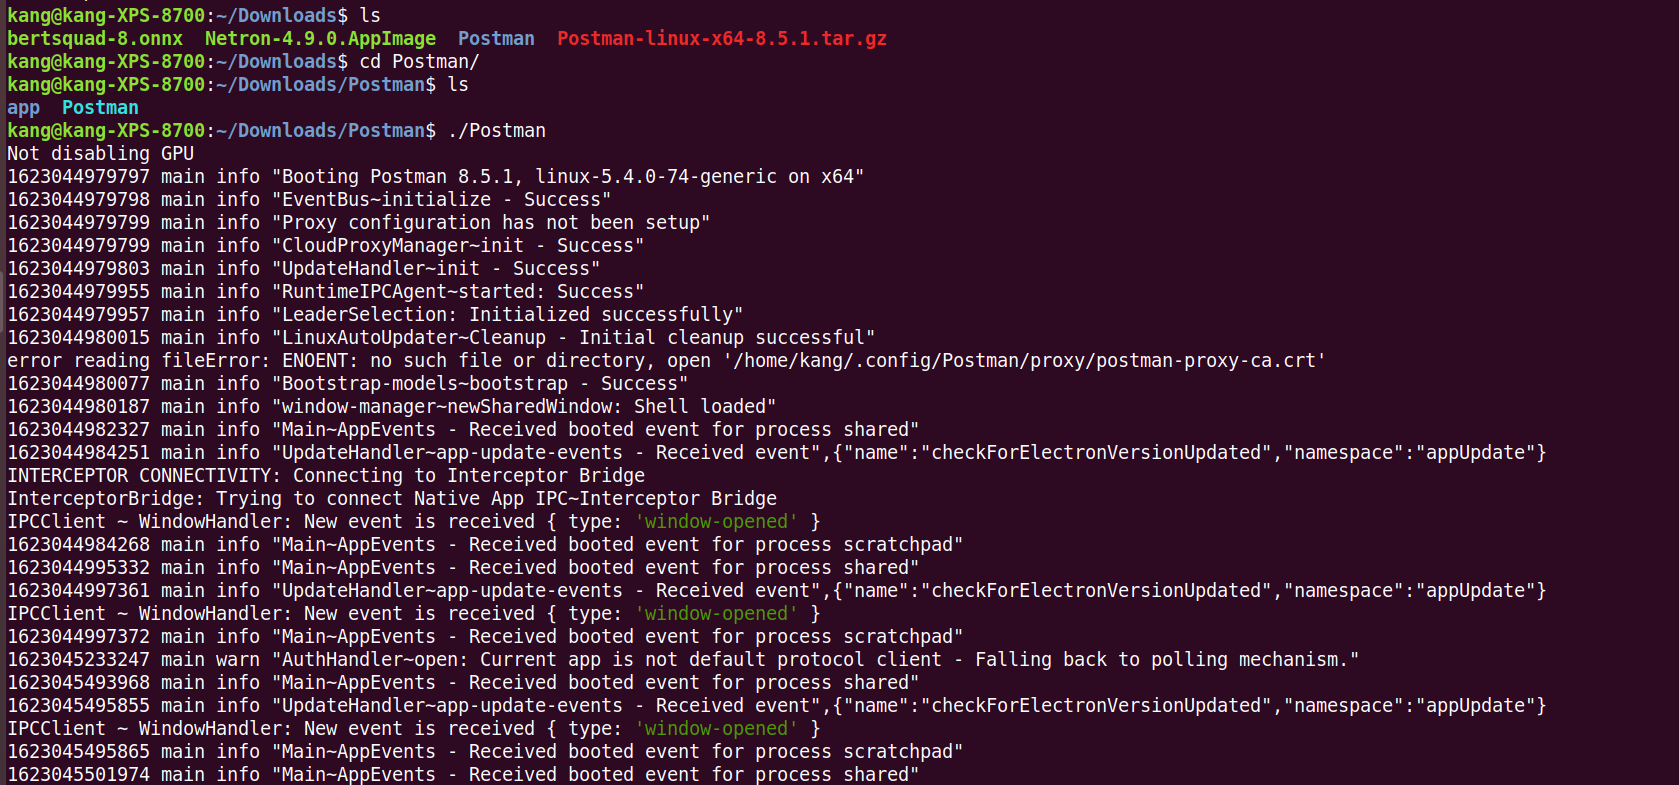 kang@kang-XPS-8700:~/Downloads$ ls
bertsquad-8.onnx  Netron-4.9.0.AppImage  Postman  Postman-linux-x64-8.5.1.tar.gz
kang@kang-XPS-8700:~/Downloads$ cd Postman/
kang@kang-XPS-8700:~/Downloads/Postman$ ls
app  Postman
kang@kang-XPS-8700:~/Downloads/Postman$ ./Postman
Not disabling GPU
1623044979797 main info "Booting Postman 8.5.1, linux-5.4.0-74-generic on x64"
1623044979798 main info "EventBus~initialize - Success"
1623044979799 main info "Proxy configuration has not been setup"
1623044979799 main info "CloudProxyManager~init - Success"
1623044979803 main info "UpdateHandler~init - Success"
1623044979955 main info "RuntimeIPCAgent~started: Success"
1623044979957 main info "LeaderSelection: Initialized successfully"
1623044980015 main info "LinuxAutoUpdater~Cleanup - Initial cleanup successful"
error reading fileError: ENOENT: no such file or directory, open '/home/kang/.config/Postman/proxy/postman-proxy-ca.crt'
1623044980077 main info "Bootstrap-models~bootstrap - Success"
1623044980187 main info "window-manager~newSharedWindow: Shell loaded"
1623044982327 main info "Main~AppEvents - Received booted event for process shared"
1623044984251 main info "UpdateHandler~app-update-events - Received event",{"name":"checkForElectronVersionUpdated","namespace":"appUpdate"}
INTERCEPTOR CONNECTIVITY: Connecting to Interceptor Bridge
InterceptorBridge: Trying to connect Native App IPC~Interceptor Bridge
IPCClient ~ WindowHandler: New event is received { type: 'window-opened' }
1623044984268 main info "Main~AppEvents - Received booted event for process scratchpad"
1623044995332 main info "Main~AppEvents - Received booted event for process shared"
1623044997361 main info "UpdateHandler~app-update-events - Received event",{"name":"checkForElectronVersionUpdated","namespace":"appUpdate"}
IPCClient ~ WindowHandler: New event is received { type: 'window-opened' }
1623044997372 main info "Main~AppEvents - Received booted event for process scratchpad"
1623045233247 main warn "AuthHandler~open: Current app is not default protocol client - Falling back to polling mechanism."
1623045493968 main info "Main~AppEvents - Received booted event for process shared"
1623045495855 main info "UpdateHandler~app-update-events - Received event",{"name":"checkForElectronVersionUpdated","namespace":"appUpdate"}
IPCClient ~ WindowHandler: New event is received { type: 'window-opened' }
1623045495865 main info "Main~AppEvents - Received booted event for process scratchpad"
1623045501974 main info "Main~AppEvents - Received booted event for process shared"